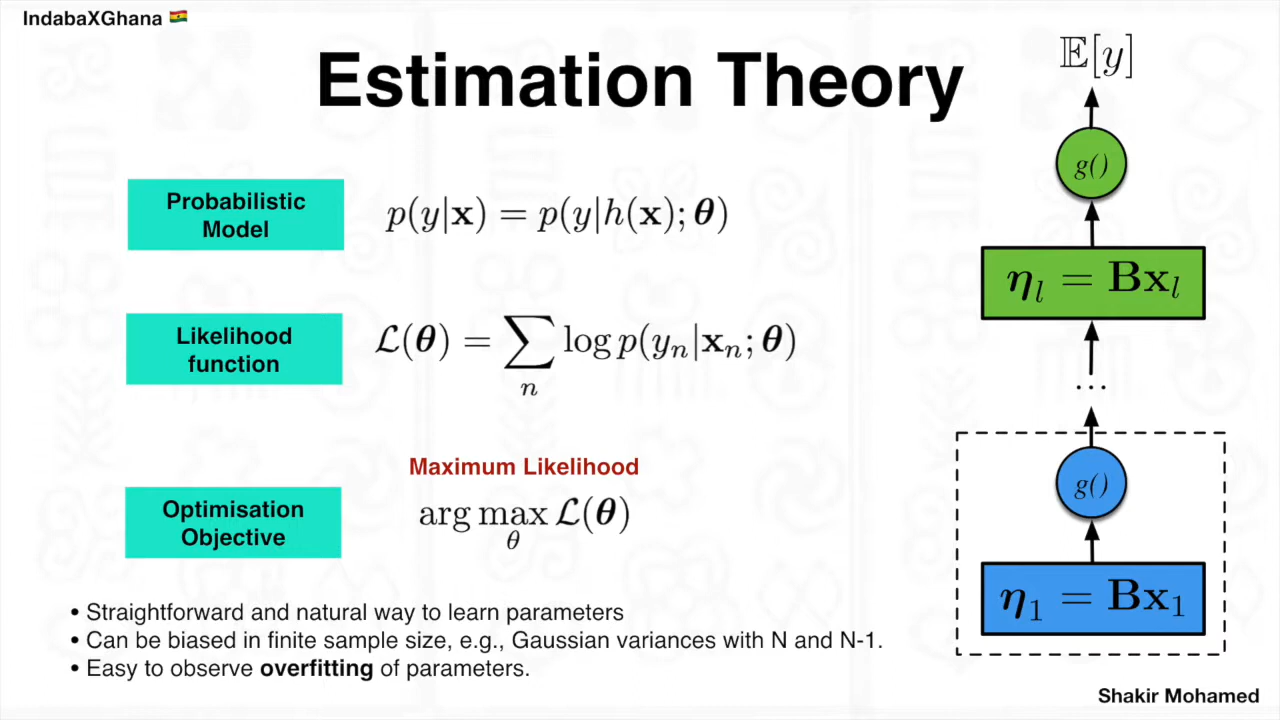 IndabaXGhana 🇬🇭
Estimation Theory
𝔼[y]
g()
Probabilistic
Model
p(y|𝐱) = p(y|h(𝐱); 𝜽)
𝜼_l = 𝐁𝐱_l
Likelihood
function
ℒ(𝜽) = ∑_n log p(y_n|𝐱_n; 𝜽)
...
Maximum Likelihood
g()
Optimisation
Objective
arg max_θ ℒ(𝜽)
𝜼_1 = 𝐁𝐱_1
• Straightforward and natural way to learn parameters
• Can be biased in finite sample size, e.g., Gaussian variances with N and N-1.
• Easy to observe overfitting of parameters.
Shakir Mohamed